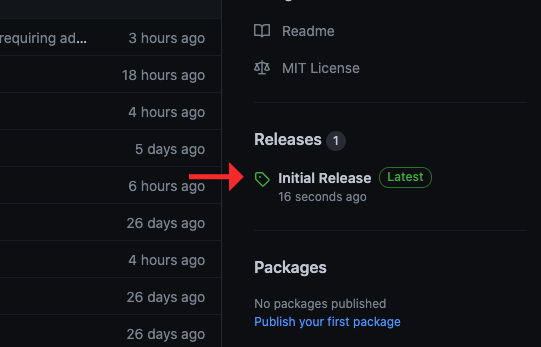 requiring ad... 3 hours ago
18 hours ago
4 hours ago
5 days ago
6 hours ago
26 days ago
4 hours ago
26 days ago
26 days ago
Readme
MIT License
Releases 1
Initial Release Latest
16 seconds ago
Packages
No packages published
Publish your first package